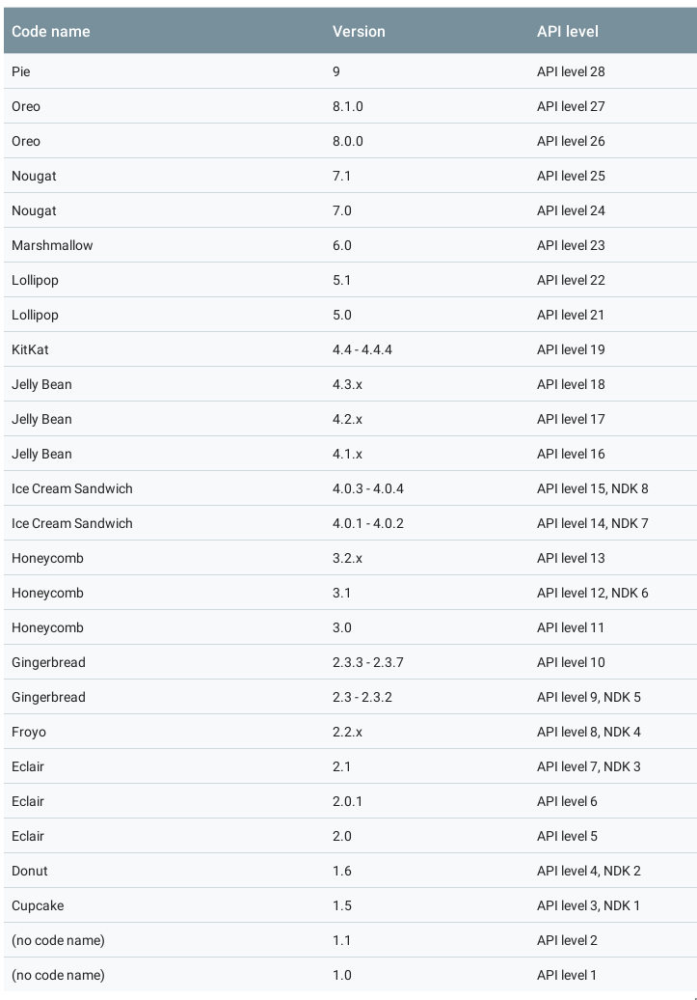 Code name Version API level
Pie 9 API level 28
Oreo 8.1.0 API level 27
Oreo 8.0.0 API level 26
Nougat 7.1 API level 25
Nougat 7.0 API level 24
Marshmallow 6.0 API level 23
Lollipop 5.1 API level 22
Lollipop 5.0 API level 21
KitKat 4.4 - 4.4.4 API level 19
Jelly Bean 4.3.x API level 18
Jelly Bean 4.2.x API level 17
Jelly Bean 4.1.x API level 16
Ice Cream Sandwich 4.0.3 - 4.0.4 API level 15, NDK 8
Ice Cream Sandwich 4.0.1 - 4.0.2 API level 14, NDK 7
Honeycomb 3.2.x API level 13
Honeycomb 3.1 API level 12, NDK 6
Honeycomb 3.0 API level 11
Gingerbread 2.3.3 - 2.3.7 API level 10
Gingerbread 2.3 - 2.3.2 API level 9, NDK 5
Froyo 2.2.x API level 8, NDK 4
Eclair 2.1 API level 7, NDK 3
Eclair 2.0.1 API level 6
Eclair 2.0 API level 5
Donut 1.6 API level 4, NDK 2
Cupcake 1.5 API level 3, NDK 1
(no code name) 1.1 API level 2
(no code name) 1.0 API level 1